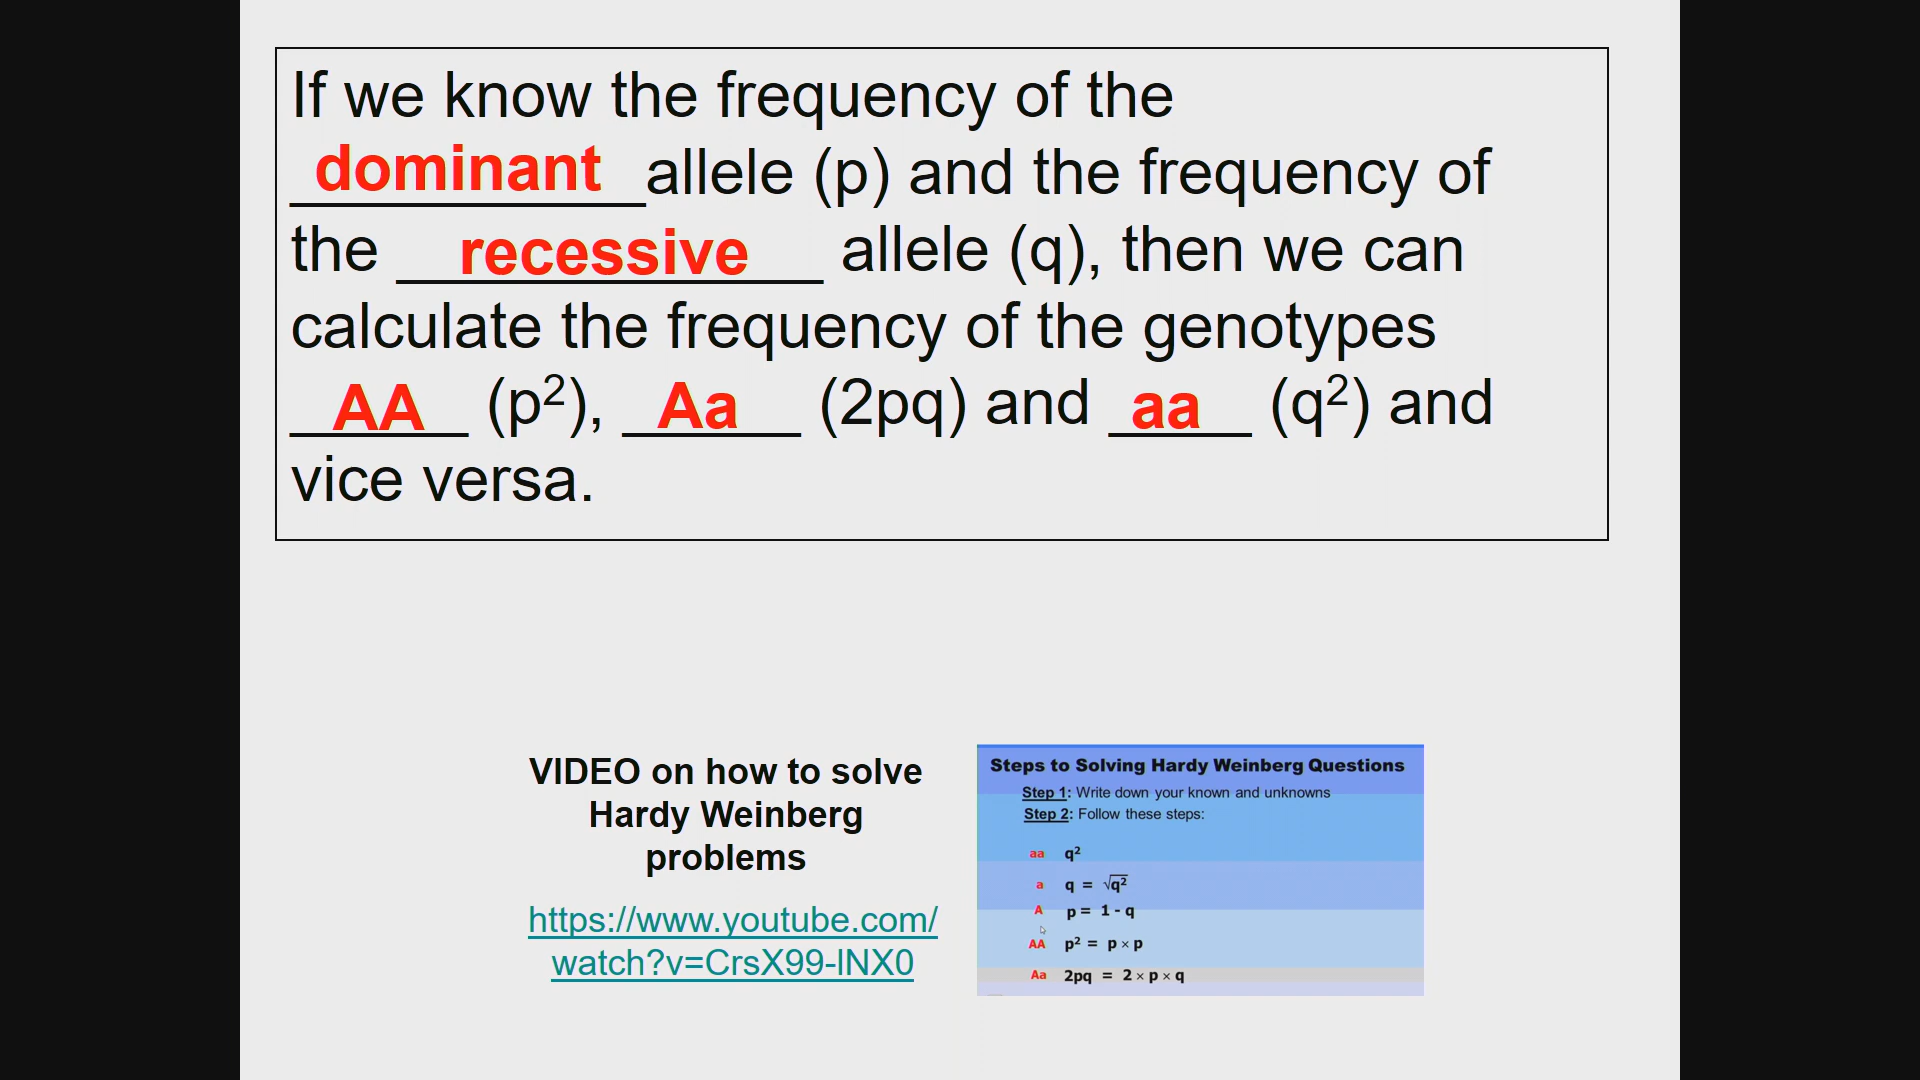 If we know the frequency of the
dominant allele (p) and the frequency of
the recessive allele (q), then we can
calculate the frequency of the genotypes
AA (p²), Aa (2pq) and aa (q²) and
vice versa.
VIDEO on how to solve
Hardy Weinberg
problems
https://www.youtube.com/
watch?v=CrsX99-lNX0
Steps to Solving Hardy Weinberg Questions
Step 1: Write down your known and unknowns
Step 2: Follow these steps:
aa q²
a q = √q²
A p = 1 - q
AA p² = p × p
Aa 2pq = 2 × p × q